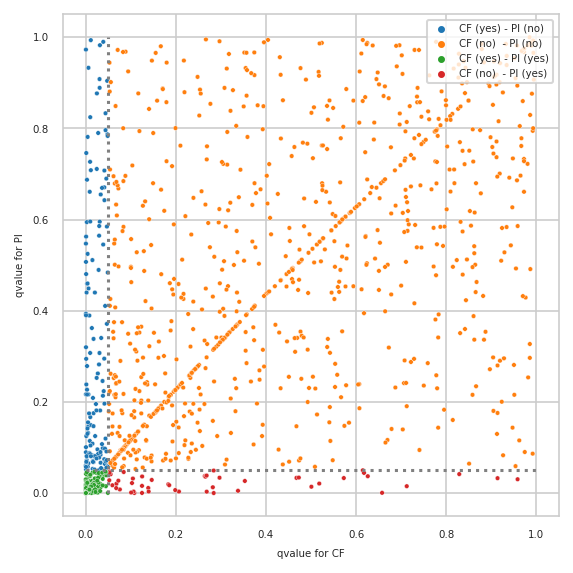 CF (yes) - PI (no)
CF (no)  - PI (no)
CF (yes) - PI (yes)
CF (no)  - PI (yes)
1.0
0.8
0.6
0.4
0.2
0.0
qvalue for PI
0.0 0.2 0.4 0.6 0.8 1.0
qvalue for CF